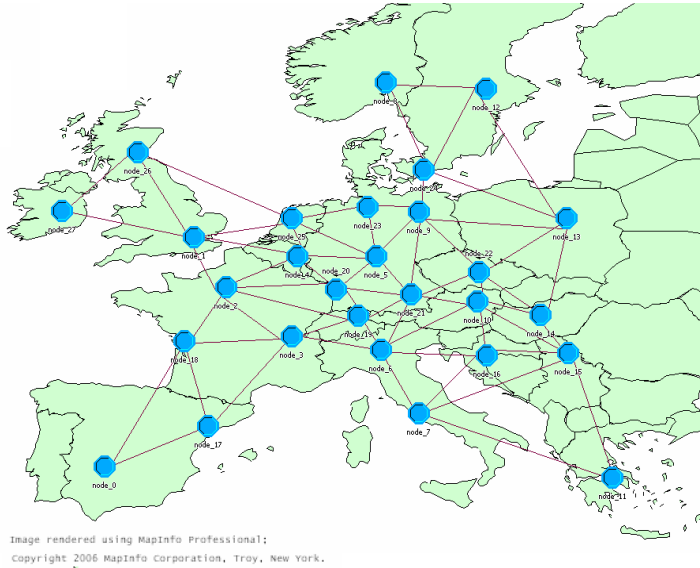 node_12
node_26
node_27
node_25
node_23
node_9
node_13
node_1
node_4
node_20
node_5
node_22
node_2
node_21
node_10
node_19
node_14
node_18
node_3
node_6
node_16
node_15
node_7
node_17
node_0
node_11
Image rendered using MapInfo Professional;
Copyright 2006 MapInfo Corporation, Troy, New York.